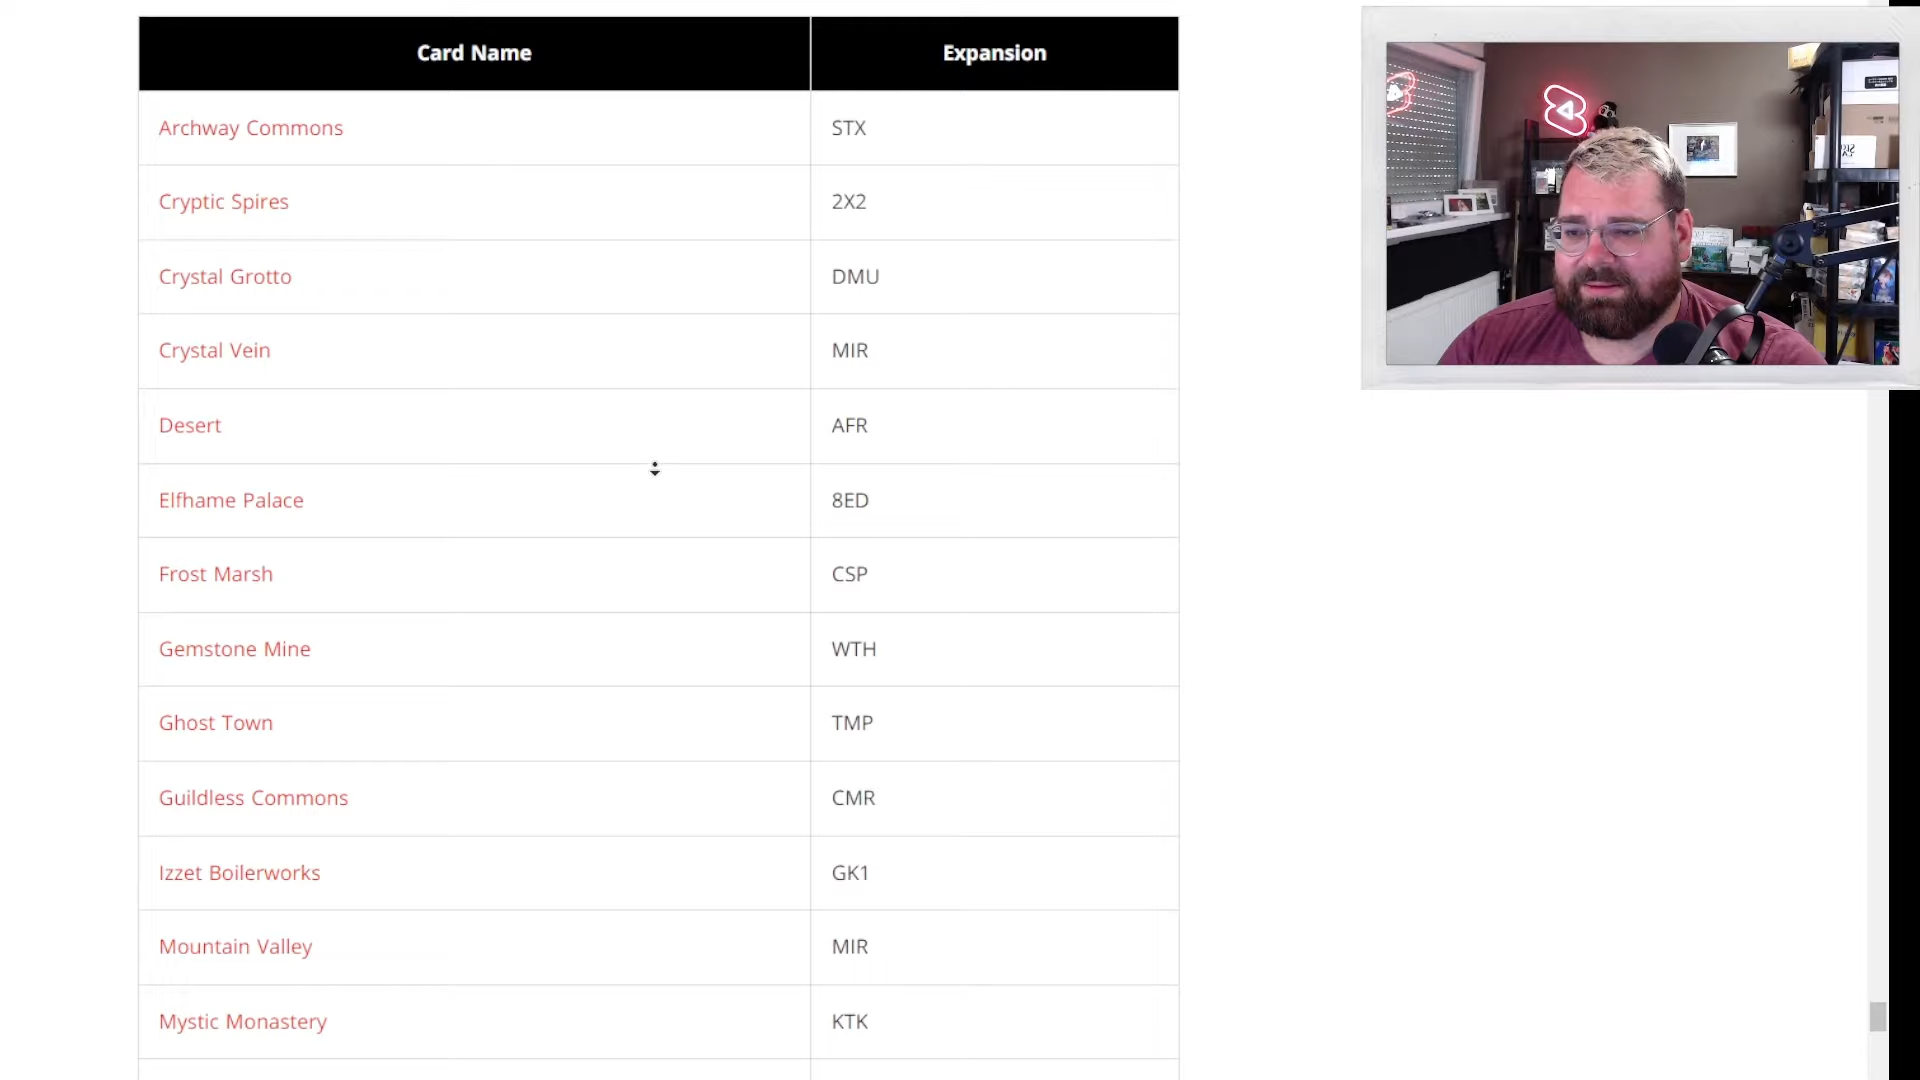 Card Name Expansion
Archway Commons STX
Cryptic Spires 2X2
Crystal Grotto DMU
Crystal Vein MIR
Desert AFR
Elfhame Palace 8ED
Frost Marsh CSP
Gemstone Mine WTH
Ghost Town TMP
Guildless Commons CMR
Izzet Boilerworks GK1
Mountain Valley MIR
Mystic Monastery KTK